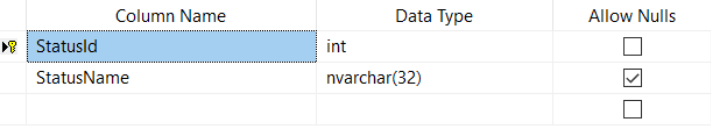 Column Name Data Type Allow Nulls
StatusId int
StatusName nvarchar(32)